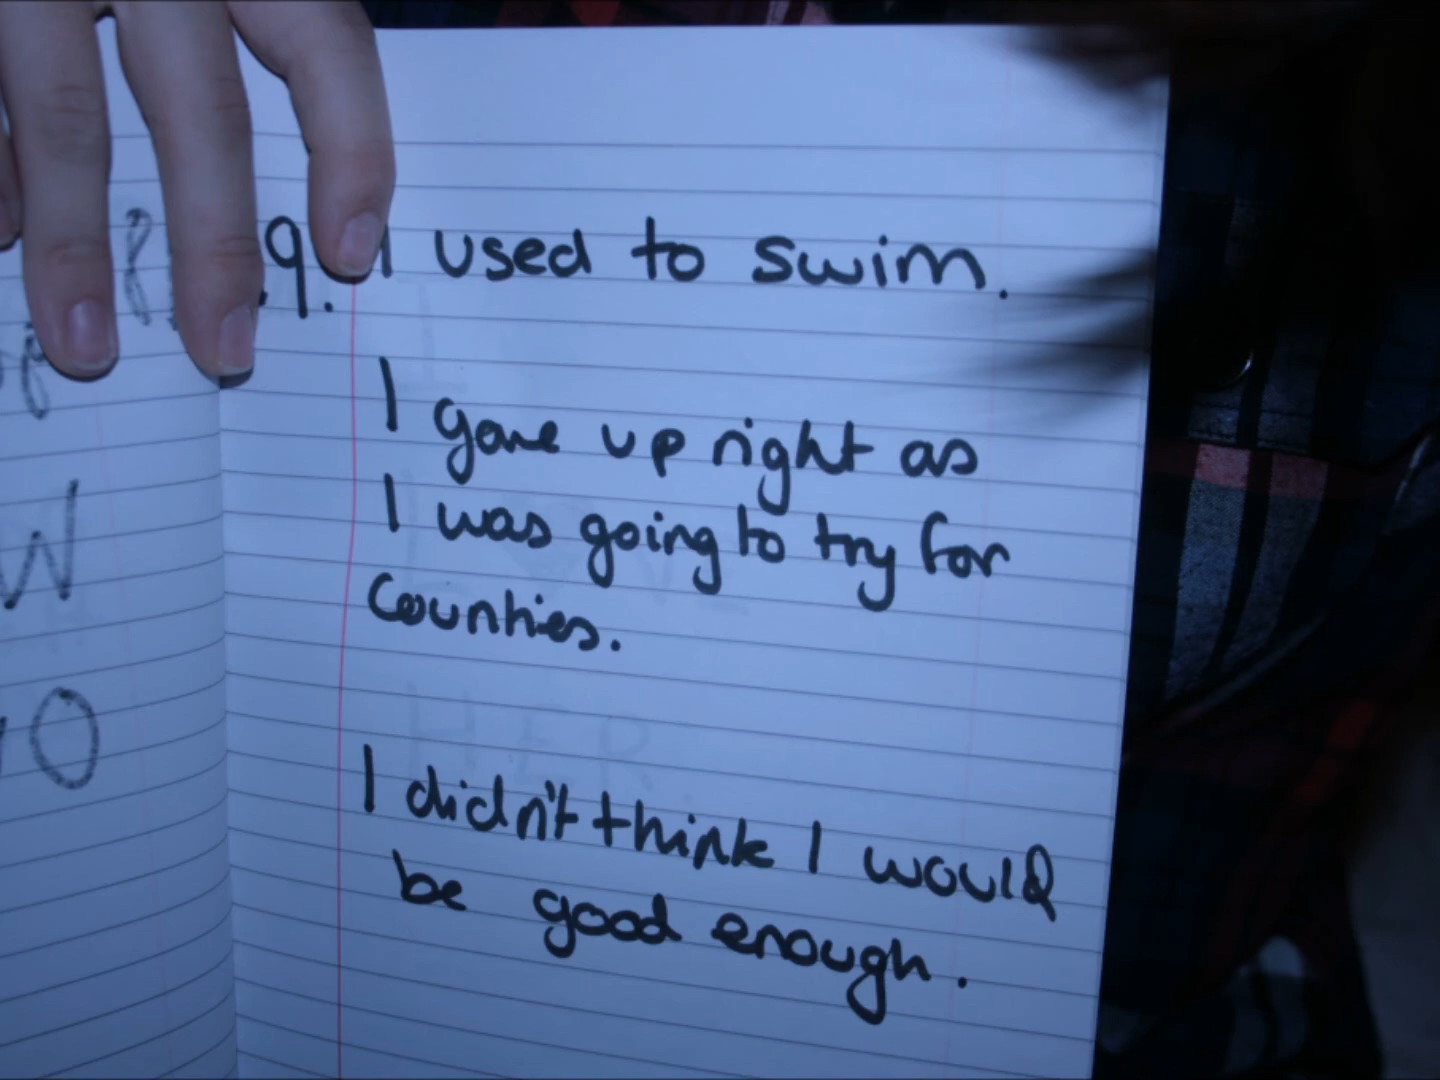 9. I used to swim.
I gave up right as
I was going to try for
Counties.
I didn't think I would
be good enough.
8
W
O